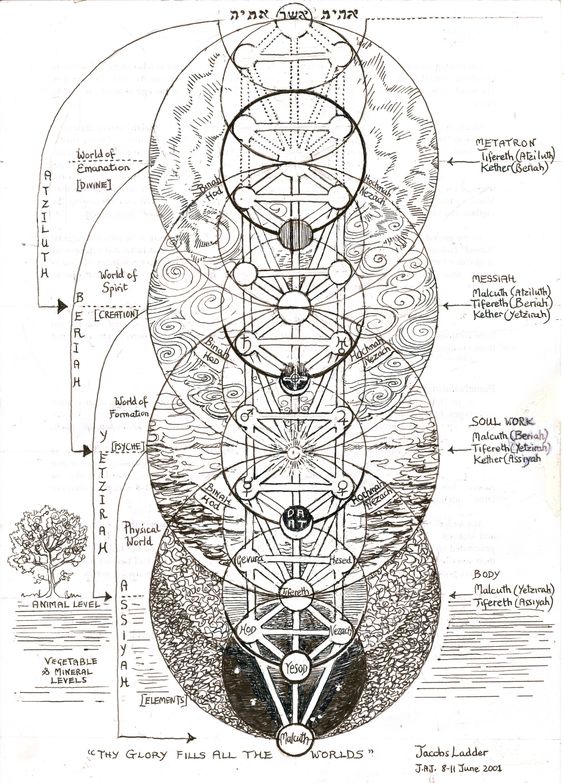 אהיה אשר אהיה
World of
Emanation
[DIVINE]
ATZILUTH
METATRON
Tifereth (Atziluth)
Kether (Beriah)
Binah
Hod
Hochmah
Nezach
World of
Spirit
[CREATION]
BERIAH
MESSIAH
Malcuth (Atziluth)
Tifereth (Beriah)
Kether (Yetzirah)
♄
Binah
Hod
Hochmah
Nezach
World of
Formation
[PSYCHE]
YETZIRAH
♂
♃
SOUL WORK
Malcuth (Beriah)
Tifereth (Yetzirah)
Kether (Assiyah
☿
♀
Binah
Hod
Hochmah
Nezach
DA
AT
Physical
World
ASSIYAH
Gevura
Hesed
Tifereth
BODY
Malcuth (Yetzirah)
Tifereth (Assiyah)
ANIMAL LEVEL
Hod
Nezach
VEGETABLE
& MINERAL
LEVELS
Yesod
[ELEMENTS]
Malcuth
"THY GLORY FILLS ALL THE WORLDS"
Jacobs Ladder
J.A.J. 8-11 June 2001